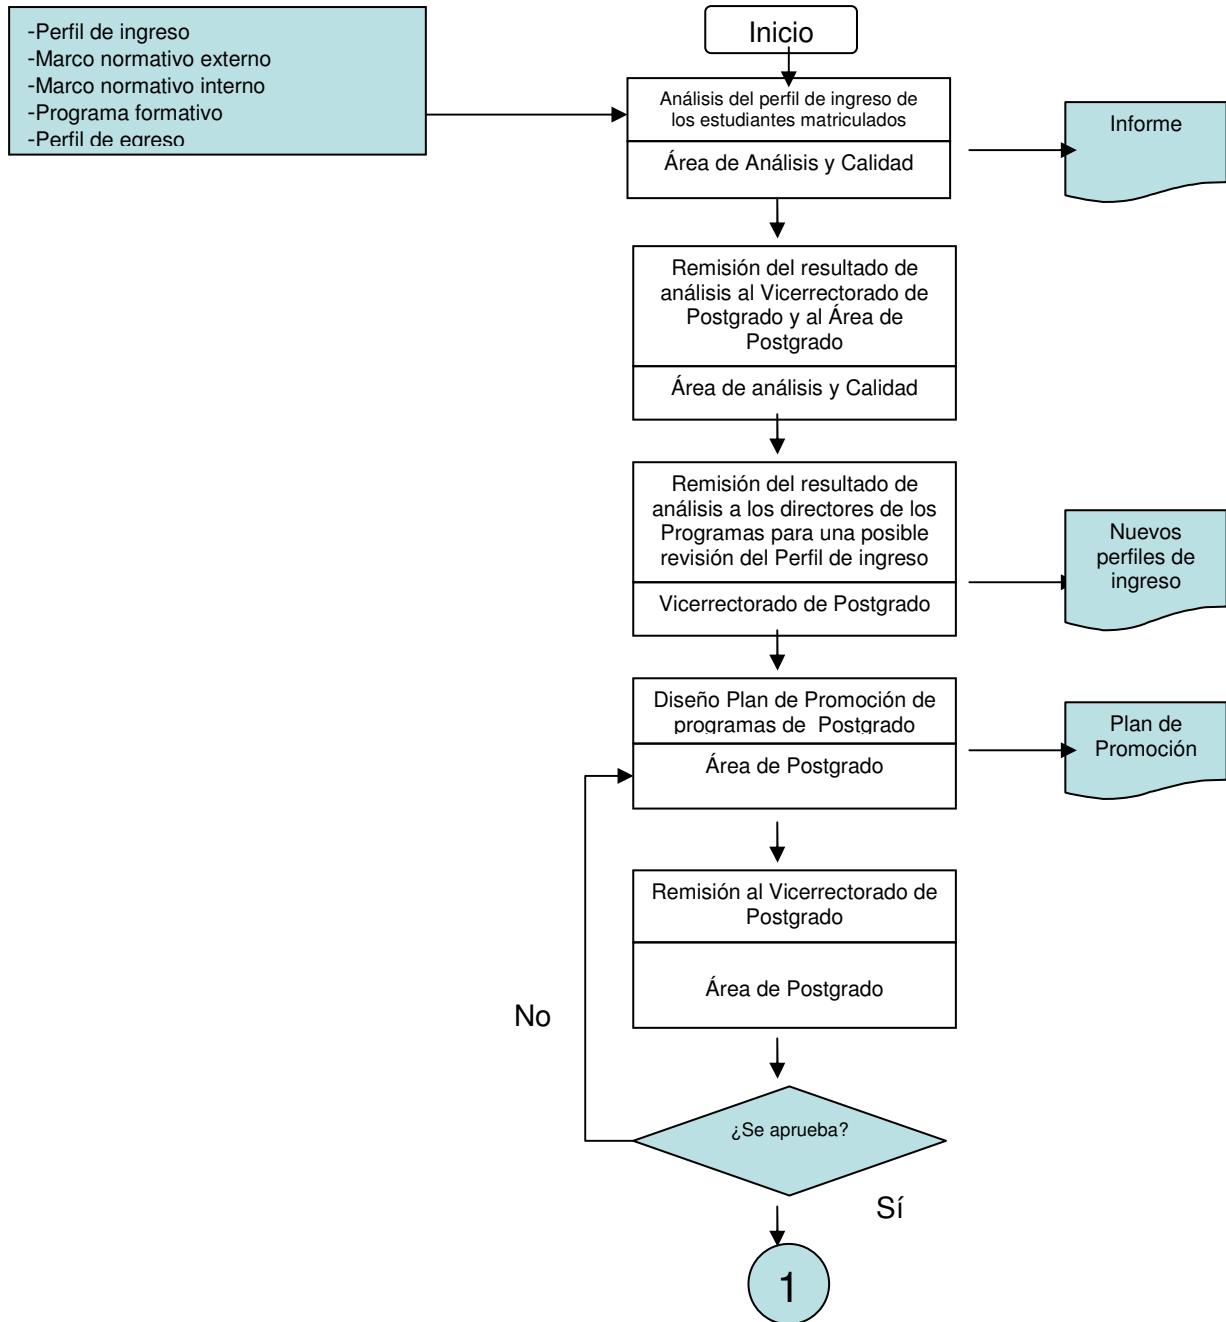 -Perfil de ingreso
-Marco normativo externo
-Marco normativo interno
-Programa formativo
-Perfil de egreso
Inicio
Análisis del perfil de ingreso de
los estudiantes matriculados
Área de Análisis y Calidad
Informe
Remisión del resultado de
análisis al Vicerrectorado de
Postgrado y al Área de
Postgrado
Área de análisis y Calidad
Remisión del resultado de
análisis a los directores de los
Programas para una posible
revisión del Perfil de ingreso
Vicerrectorado de Postgrado
Nuevos
perfiles de
ingreso
Diseño Plan de Promoción de
programas de  Postgrado
Área de Postgrado
Plan de
Promoción
Remisión al Vicerrectorado de
Postgrado
Área de Postgrado
No
¿Se aprueba?
Sí
1